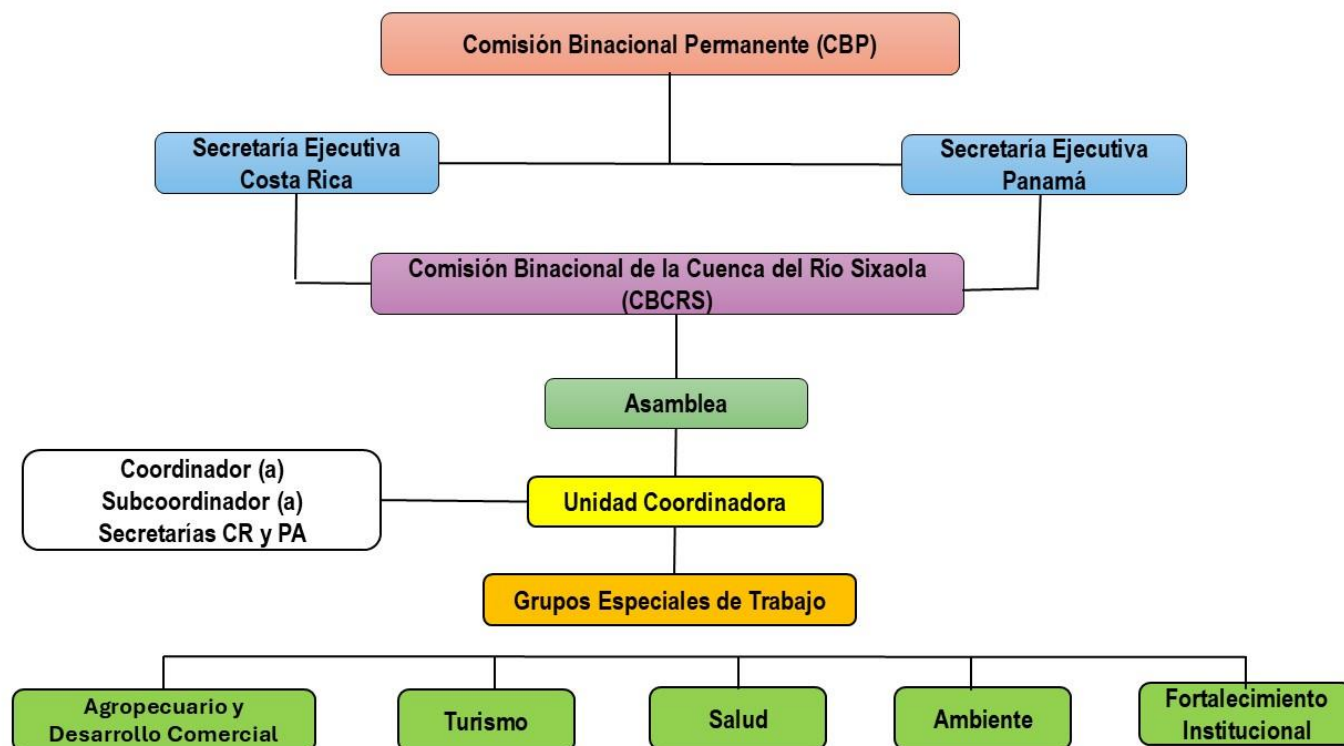 Comisión Binacional Permanente (CBP)
Secretaría Ejecutiva
Costa Rica
Secretaría Ejecutiva
Panamá
Comisión Binacional de la Cuenca del Río Sixaola
(CBCRS)
Asamblea
Coordinador (a)
Subcoordinador (a)
Secretarías CR y PA
Unidad Coordinadora
Grupos Especiales de Trabajo
Agropecuario y
Desarrollo Comercial
Turismo
Salud
Ambiente
Fortalecimiento
Institucional